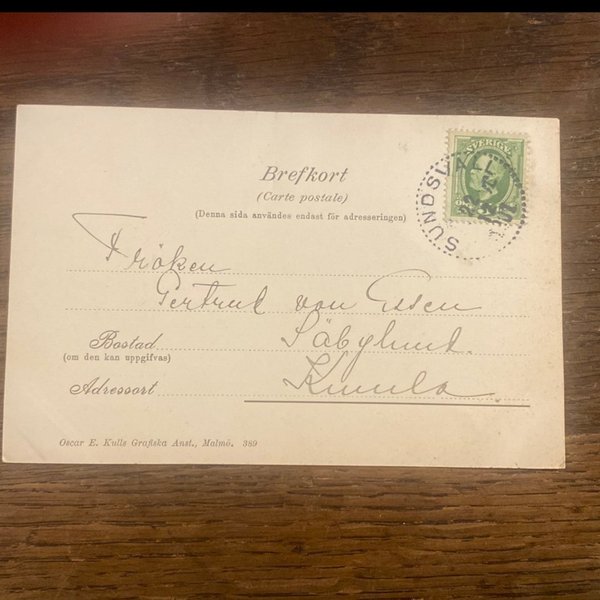 Brefkort
(Carte postale)
(Denna sida användes endast för adresseringen)
SVERIGE
SUNDSVALL
Fröken
Gertrud von Essen
Bostad
(om den kan uppgifvas)
Säbylund.
Adressort
Kumla.
Oscar E. Kulls Grafiska Anst., Malmö. 389